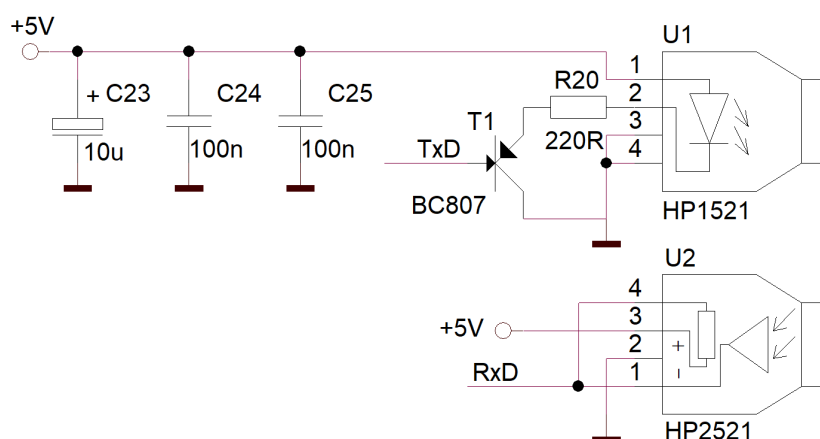 +5V
U1
1
+ C23
C24
C25
R20
2
T1
3
10u
100n
100n
TxD
220R
4
BC807
HP1521
U2
4
+5V
3
2
+
RxD
1
-
HP2521